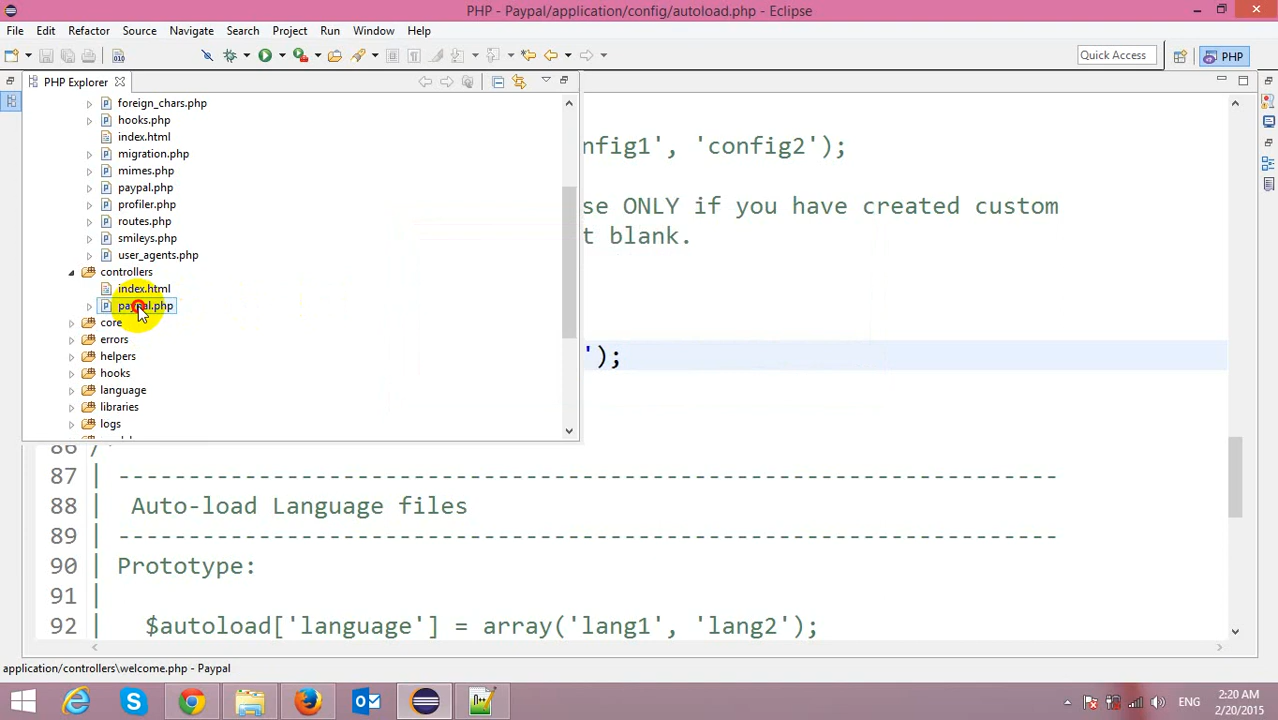 PHP - Paypal/application/config/autoload.php - Eclipse
File Edit Refactor Source Navigate Search Project Run Window Help
Quick Access PHP
PHP Explorer
foreign_chars.php
hooks.php
index.html
migration.php
mimes.php
paypal.php
profiler.php
routes.php
smileys.php
user_agents.php
controllers
index.html
paypal.php
core
errors
helpers
hooks
language
libraries
logs
nfig1', 'config2');
se ONLY if you have created custom
t blank.
');
86 /*
87 | -------------------------------------------------------------------
88 | Auto-load Language files
89 | -------------------------------------------------------------------
90 | Prototype:
91 |
92 | $autoload['language'] = array('lang1', 'lang2');
application/controllers\welcome.php - Paypal
ENG
2:20 AM
2/20/2015